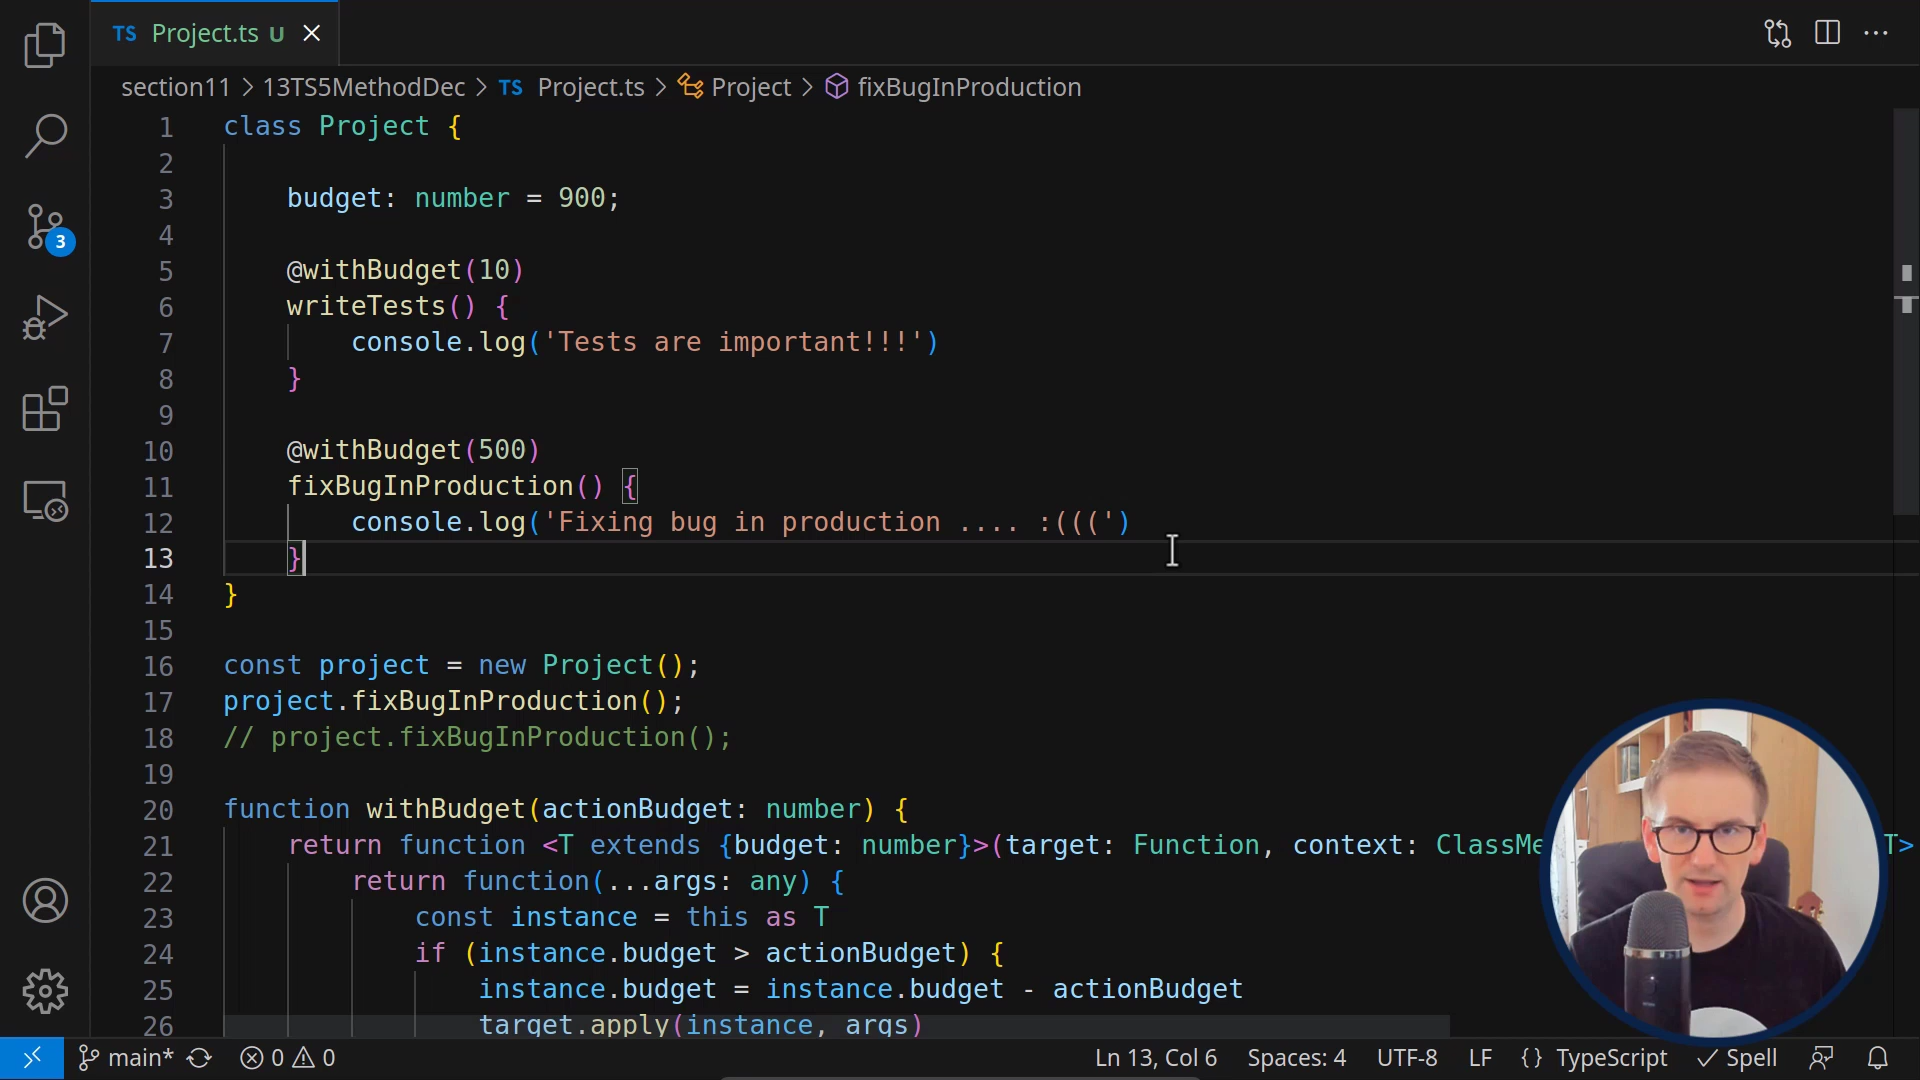 TS Project.ts U
section11 > 13TS5MethodDec > TS Project.ts > Project > fixBugInProduction
1 class Project {
2
3 budget: number = 900;
4
5 @withBudget(10)
6 writeTests() {
7 console.log('Tests are important!!!')
8 }
9
10 @withBudget(500)
11 fixBugInProduction() {
12 console.log('Fixing bug in production .... :(((')
13 }
14 }
15
16 const project = new Project();
17 project.fixBugInProduction();
18 // project.fixBugInProduction();
19
20 function withBudget(actionBudget: number) {
21 return function <T extends {budget: number}>(target: Function, context: ClassMe T>
22 return function(...args: any) {
23 const instance = this as T
24 if (instance.budget > actionBudget) {
25 instance.budget = instance.budget - actionBudget
26 target.apply(instance, args)
3
main* 0 0 Ln 13, Col 6 Spaces: 4 UTF-8 LF {} TypeScript Spell